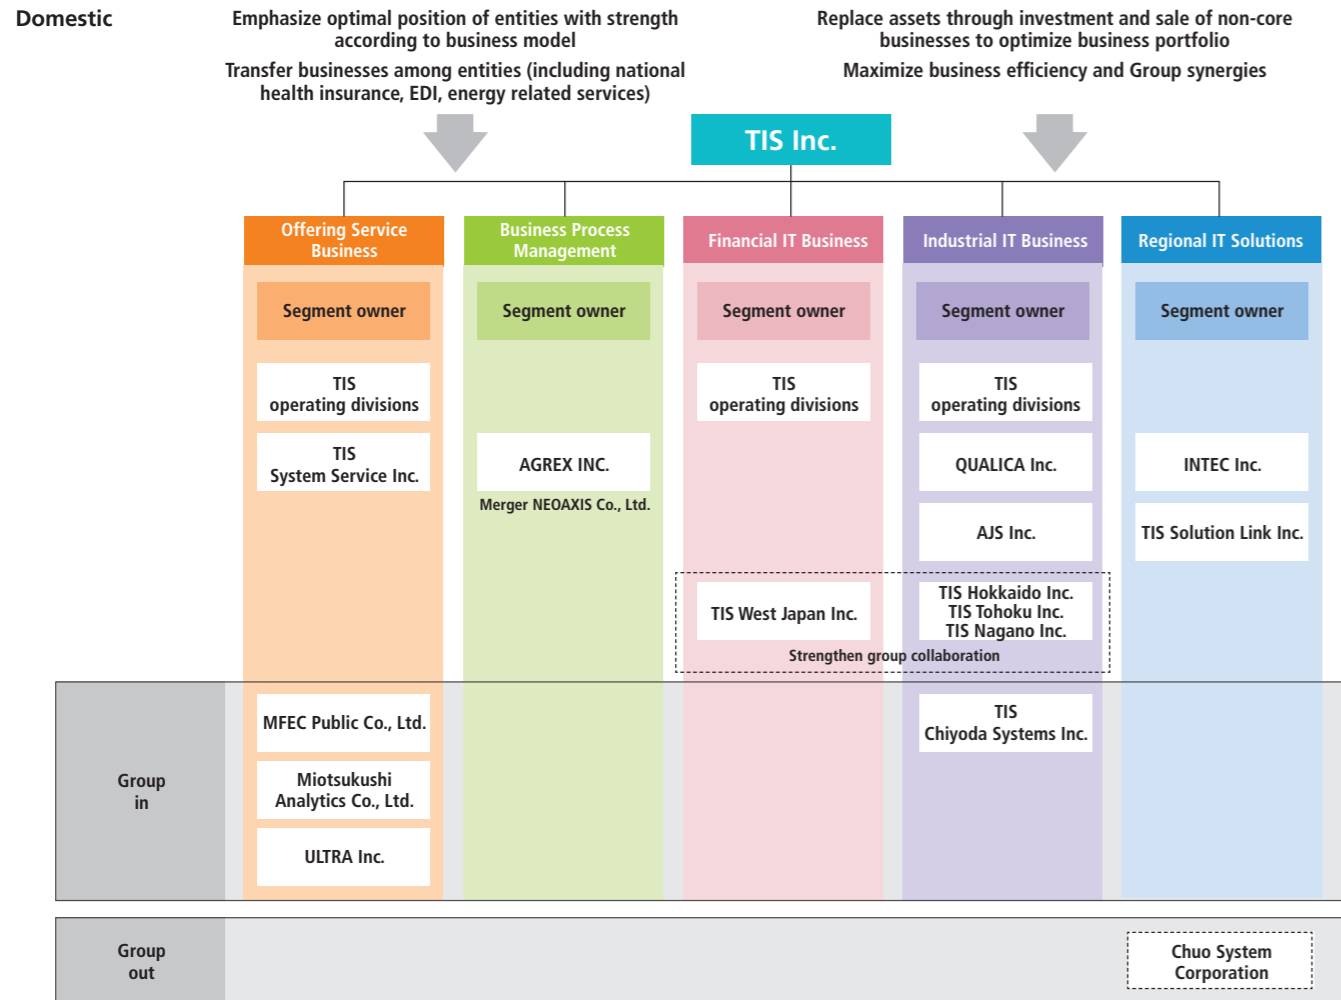 Domestic
Emphasize optimal position of entities with strength
according to business model
Transfer businesses among entities (including national
health insurance, EDI, energy related services)
Replace assets through investment and sale of non-core
businesses to optimize business portfolio
Maximize business efficiency and Group synergies
TIS Inc.
Offering Service
Business
Segment owner
TIS
operating divisions
TIS
System Service Inc.
Business Process
Management
Segment owner
AGREX INC.
Merger NEOAXIS Co., Ltd.
Financial IT Business
Segment owner
TIS
operating divisions
TIS West Japan Inc.
Industrial IT Business
Segment owner
TIS
operating divisions
QUALICA Inc.
AJS Inc.
TIS Hokkaido Inc.
TIS Tohoku Inc.
TIS Nagano Inc.
Strengthen group collaboration
Regional IT Solutions
Segment owner
INTEC Inc.
TIS Solution Link Inc.
Group
in
MFEC Public Co., Ltd.
Miotsukushi
Analytics Co., Ltd.
ULTRA Inc.
TIS
Chiyoda Systems Inc.
Group
out
Chuo System
Corporation